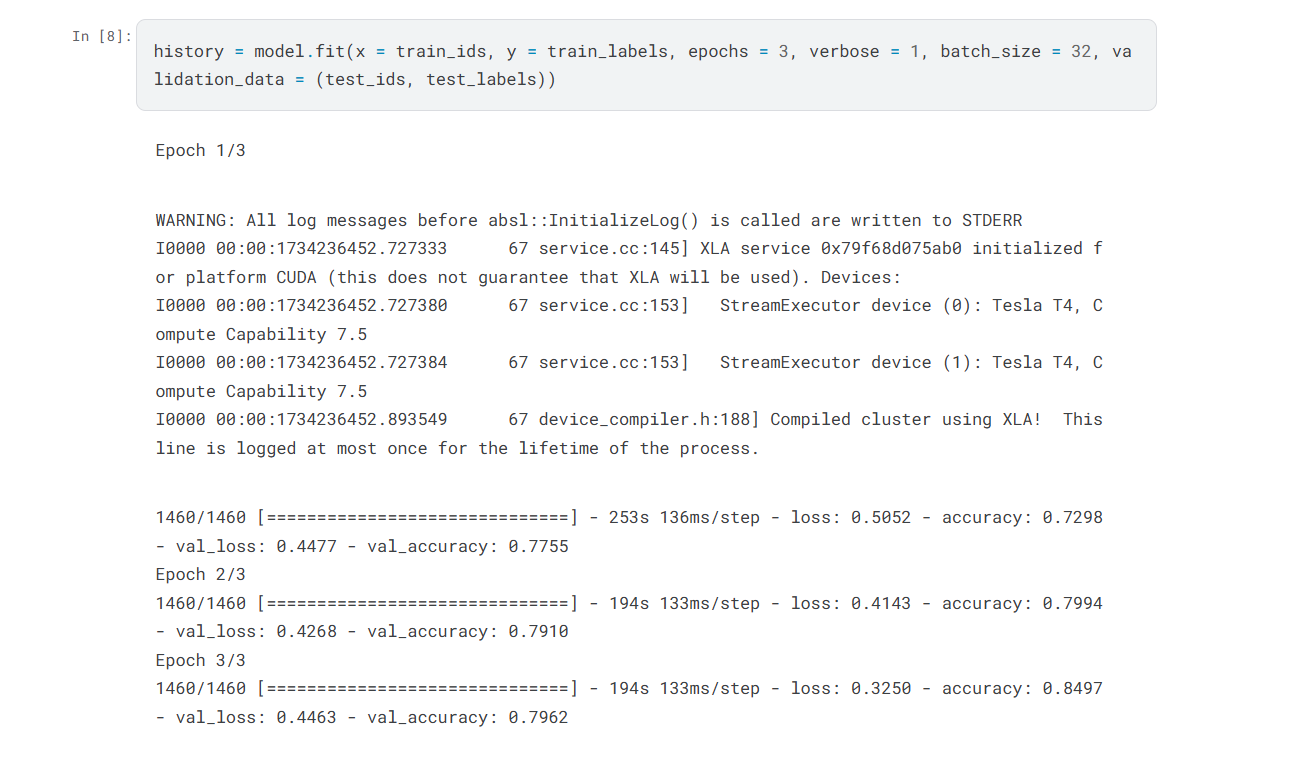 In [8]:
history = model.fit(x = train_ids, y = train_labels, epochs = 3, verbose = 1, batch_size = 32, va
lidation_data = (test_ids, test_labels))
Epoch 1/3
WARNING: All log messages before absl::InitializeLog() is called are written to STDERR
I0000 00:00:1734236452.727333      67 service.cc:145] XLA service 0x79f68d075ab0 initialized f
or platform CUDA (this does not guarantee that XLA will be used). Devices:
I0000 00:00:1734236452.727380      67 service.cc:153]   StreamExecutor device (0): Tesla T4, C
ompute Capability 7.5
I0000 00:00:1734236452.727384      67 service.cc:153]   StreamExecutor device (1): Tesla T4, C
ompute Capability 7.5
I0000 00:00:1734236452.893549      67 device_compiler.h:188] Compiled cluster using XLA!  This
line is logged at most once for the lifetime of the process.
1460/1460 [==============================] - 253s 136ms/step - loss: 0.5052 - accuracy: 0.7298
- val_loss: 0.4477 - val_accuracy: 0.7755
Epoch 2/3
1460/1460 [==============================] - 194s 133ms/step - loss: 0.4143 - accuracy: 0.7994
- val_loss: 0.4268 - val_accuracy: 0.7910
Epoch 3/3
1460/1460 [==============================] - 194s 133ms/step - loss: 0.3250 - accuracy: 0.8497
- val_loss: 0.4463 - val_accuracy: 0.7962